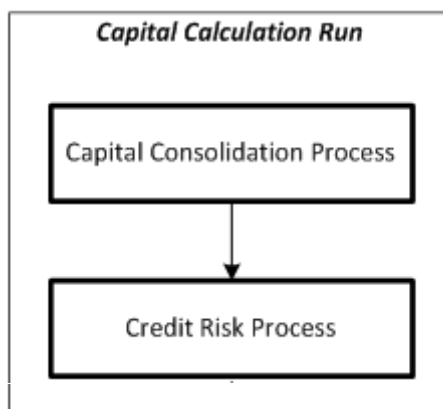 Capital Calculation Run
Capital Consolidation Process
Credit Risk Process